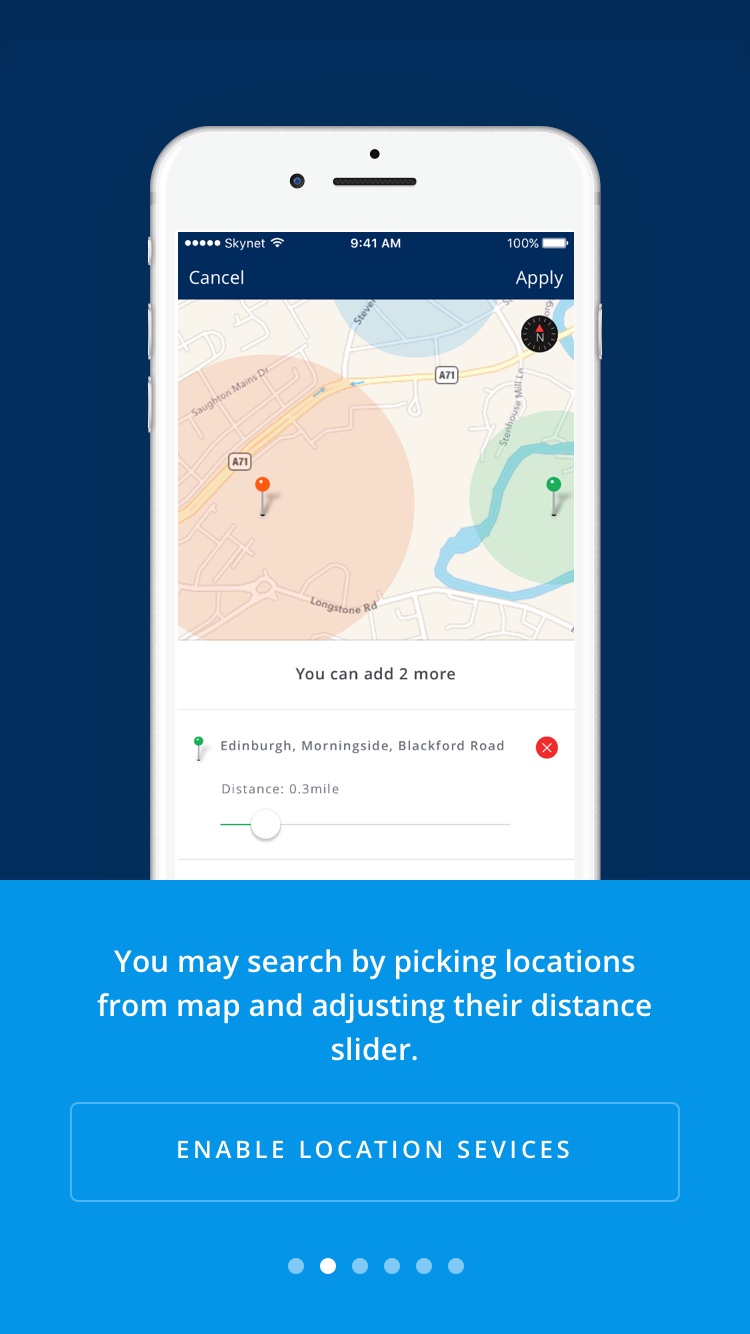 Skynet 9:41 AM 100%
Cancel Apply
Steven
Saughton Mains Dr
A71
Stenhouse Mill Ln
A71
N
Longstone Rd
You can add 2 more
Edinburgh, Morningside, Blackford Road
Distance: 0.3mile
You may search by picking locations
from map and adjusting their distance
slider.
ENABLE LOCATION SEVICES